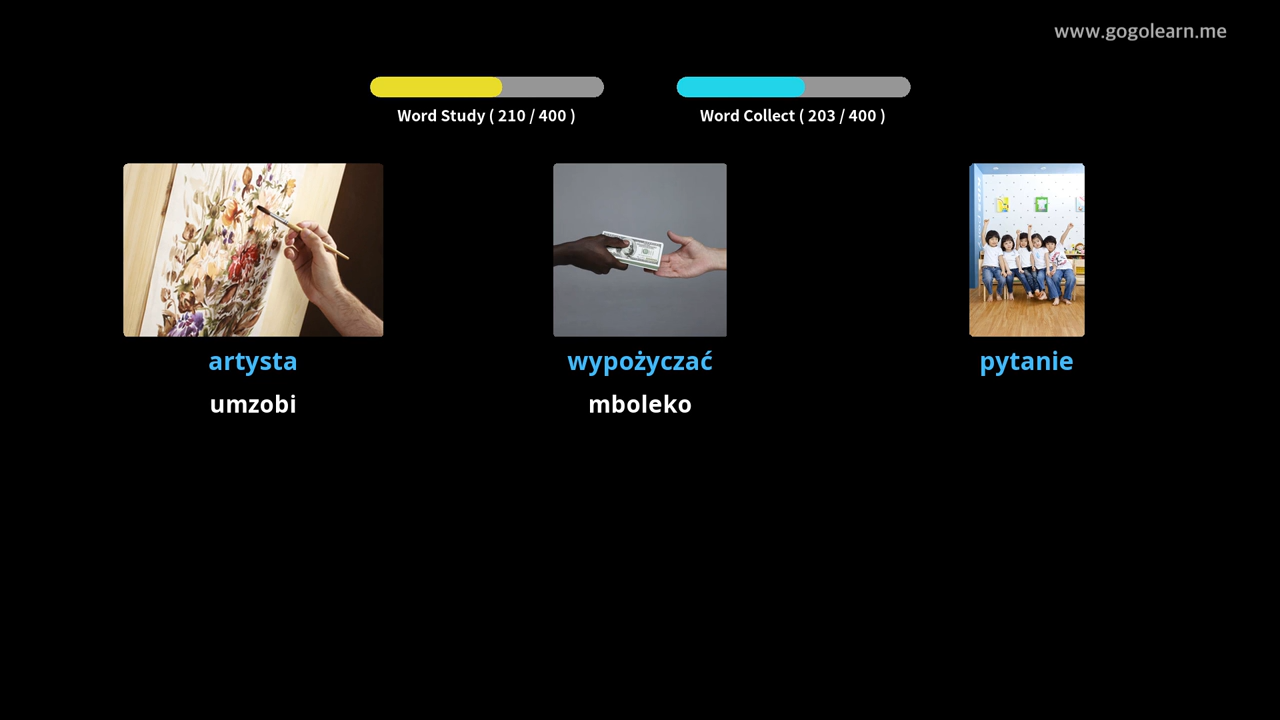 www.gogolearn.me
Word Study ( 210 / 400 )
Word Collect ( 203 / 400 )
artysta
wypożyczać
pytanie
umzobi
mboleko